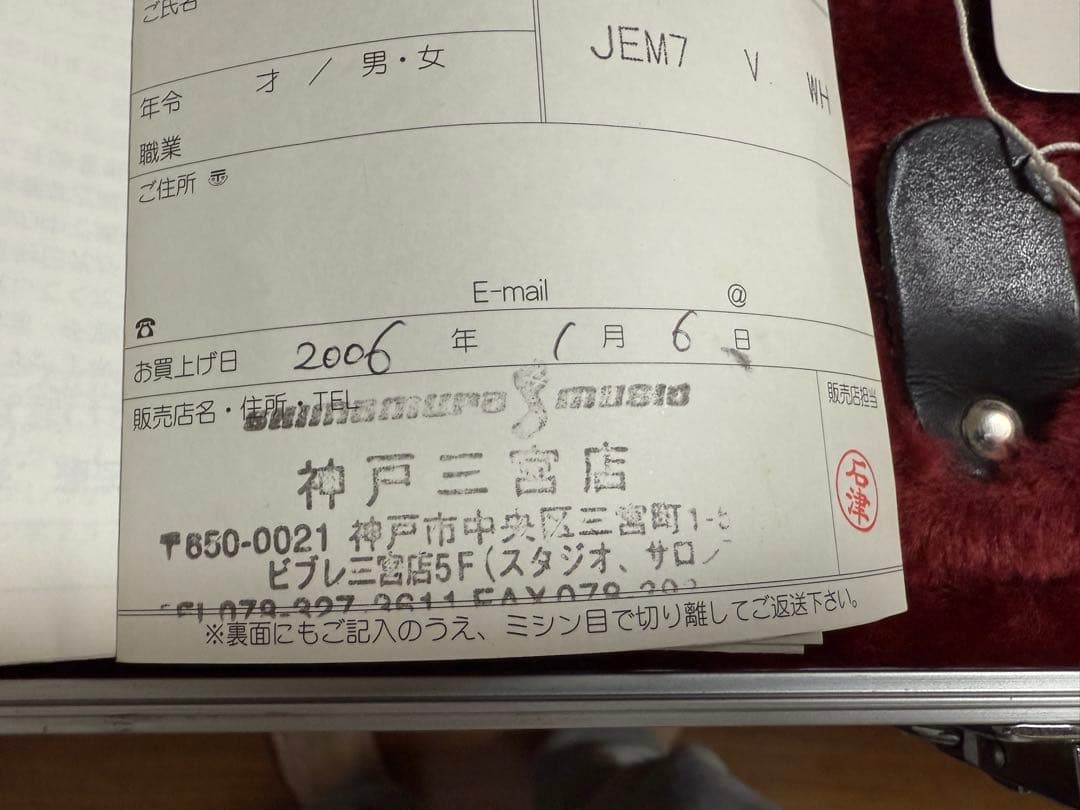 ご氏名
JEM7 V WH
年令 才 / 男・女
職業
ご住所 〠
E-mail @
☎
お買上げ日 2006 年 1 月 6 日
販売店名・住所・TEL 販売店担当
Shimamura music
神戸三宮店
石津
〒650-0021 神戸市中央区三宮町1-
ビブレ三宮店5F(スタジオ、サロン
TEL078-327-3611 FAX078-
※裏面にもご記入のうえ、ミシン目で切り離してご返送下さい。